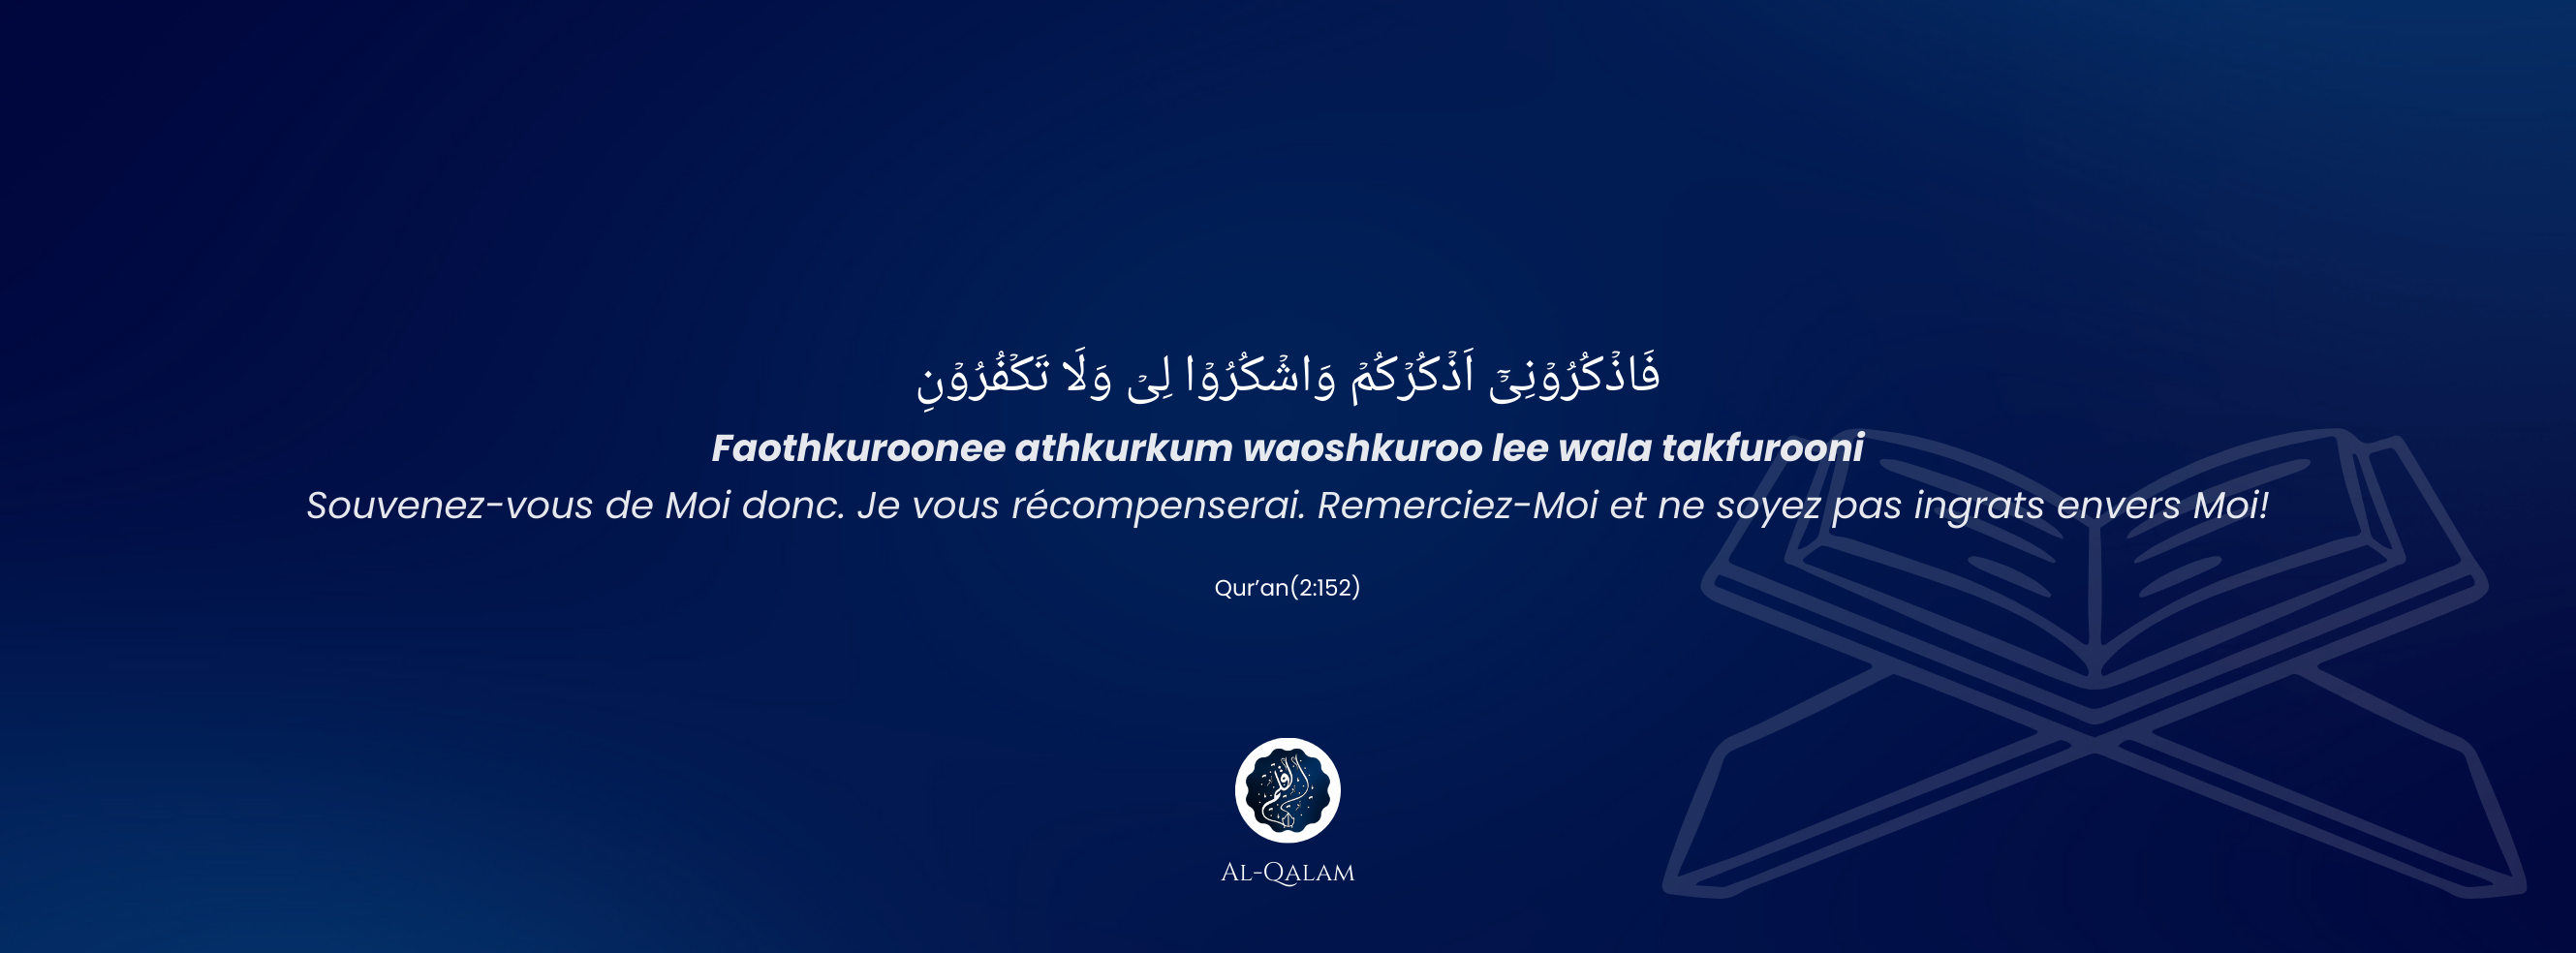 فَاذۡكُرُوۡنِىۡٓ اَذۡكُرۡكُمۡ وَاشۡکُرُوۡا لِىۡ وَلَا تَكۡفُرُوۡنِ
Faothkuroonee athkurkum waoshkuroo lee wala takfurooni
Souvenez-vous de Moi donc. Je vous récompenserai. Remerciez-Moi et ne soyez pas ingrats envers Moi!
Qur’an(2:152)
القلم
AL-QALAM